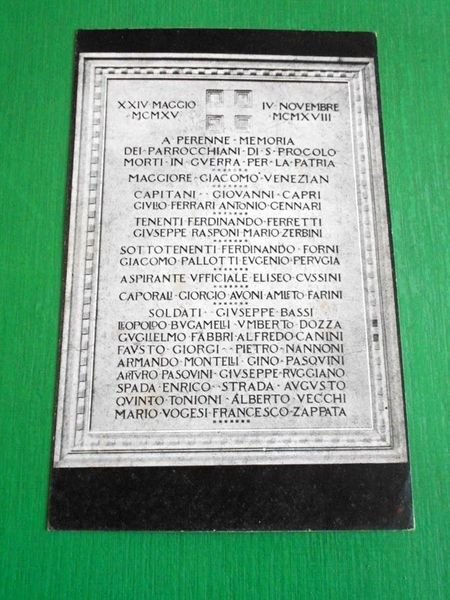 XXIV MAGGIO
MCMXV
IV NOVEMBRE
MCMXVIII
A PERENNE·MEMORIA
DEI PARROCCHIANI·DI·S·PROCOLO
MORTI·IN·GVERRA·PER·LA·PATRIA
MAGGIORE·GIACOMO·VENEZIAN
CAPITANI··GIOVANNI·CAPRI
GIVLIO·FERRARI ANTONIO·GENNARI
TENENTI·FERDINANDO·FERRETTI
GIVSEPPE RASPONI MARIO·ZERBINI
SOTTOTENENTI FERDINANDO·FORNI
GIACOMO·PALLOTTI EVGENIO·PERVGIA
ASPIRANTE·VFFICIALE ELISEO·CVSSINI
CAPORALI·GIORGIO AVONI AMLETO FARINI
SOLDATI··GIVSEPPE·BASSI
LEOPOLDO BVGAMELLI·VMBERTO·DOZZA
GVGLIELMO FABBRI·ALFREDO·CANINI
FAVSTO·GIORGI··PIETRO·NANNONI
ARMANDO·MONTELLI·GINO·PASQVINI
ARTVRO PASQVINI·GIVSEPPE·RVGGIANO
SPADA·ENRICO··STRADA·AVGVSTO
QVINTO·TONIONI·ALBERTO·VECCHI
MARIO·VOGESI·FRANCESCO·ZAPPATA